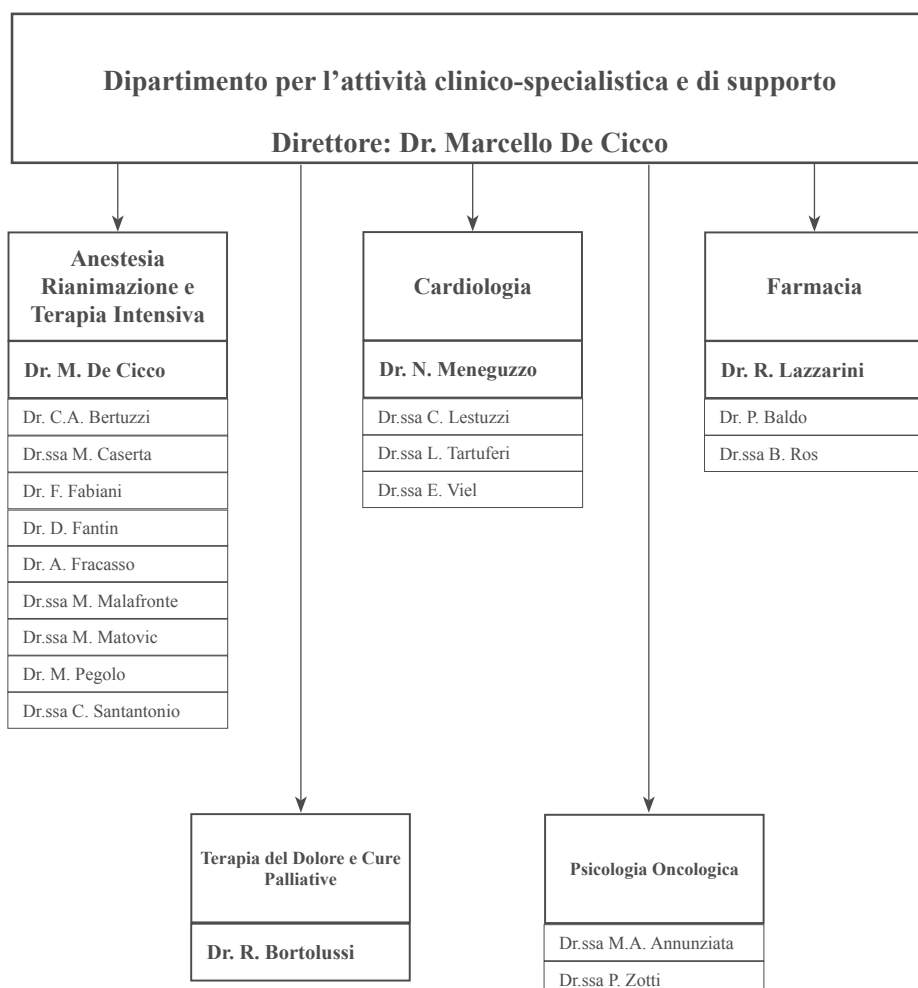 Dipartimento per l'attività clinico-specialistica e di supporto
Direttore: Dr. Marcello De Cicco
Anestesia
Rianimazione e
Terapia Intensiva
Dr. M. De Cicco
Dr. C.A. Bertuzzi
Dr.ssa M. Caserta
Dr. F. Fabiani
Dr. D. Fantin
Dr. A. Fracasso
Dr.ssa M. Malafronte
Dr.ssa M. Matovic
Dr. M. Pegolo
Dr.ssa C. Santantonio
Cardiologia
Dr. N. Meneguzzo
Dr.ssa C. Lestuzzi
Dr.ssa L. Tartuferi
Dr.ssa E. Viel
Farmacia
Dr. R. Lazzarini
Dr. P. Baldo
Dr.ssa B. Ros
Terapia del Dolore e Cure
Palliative
Dr. R. Bortolussi
Psicologia Oncologica
Dr.ssa M.A. Annunziata
Dr.ssa P. Zotti